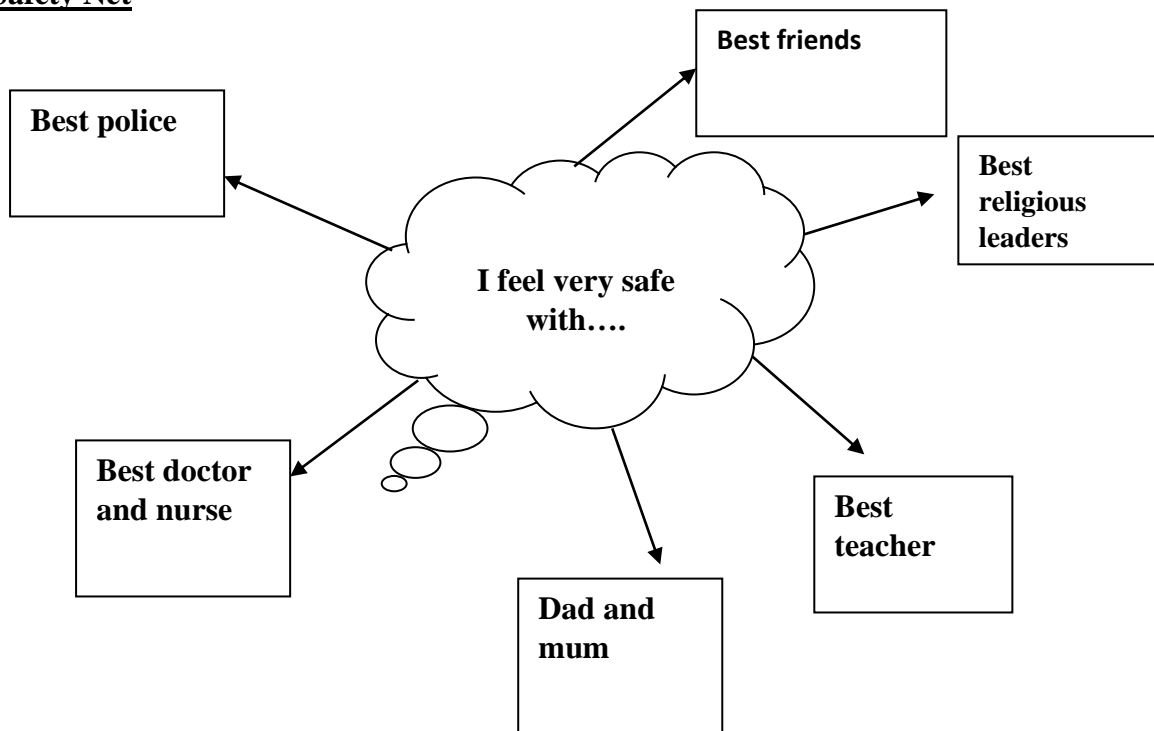 Safety Net
Best friends
Best police
Best
religious
leaders
I feel very safe
with….
Best doctor
and nurse
Best
teacher
Dad and
mum